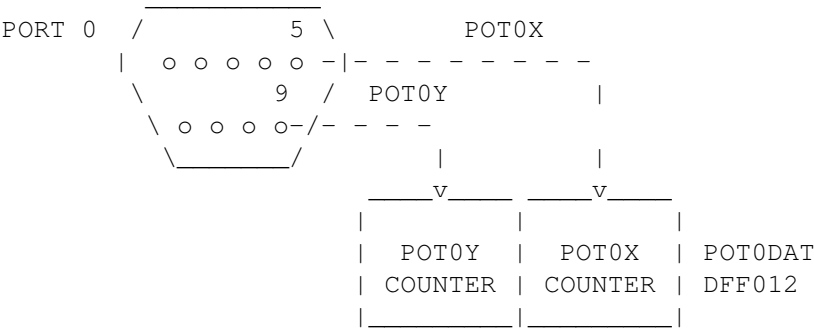 PORT 0 5 POT0X
o o o o o
9 POT0Y
o o o o
v v
POT0Y POT0X POT0DAT
COUNTER COUNTER DFF012